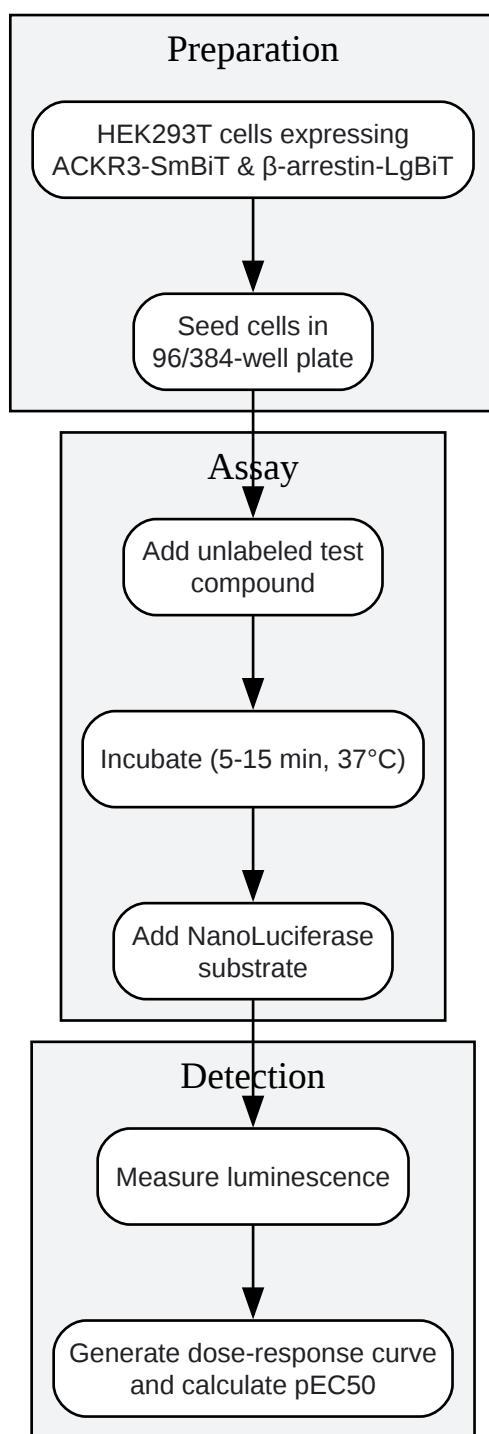 Preparation
HEK293T cells expressing
ACKR3-SmBiT & β-arrestin-LgBiT
Seed cells in
96/384-well plate
Assay
Add unlabeled test
compound
Incubate (5-15 min, 37°C)
Add NanoLuciferase
substrate
Detection
Measure luminescence
Generate dose-response curve
and calculate pEC50